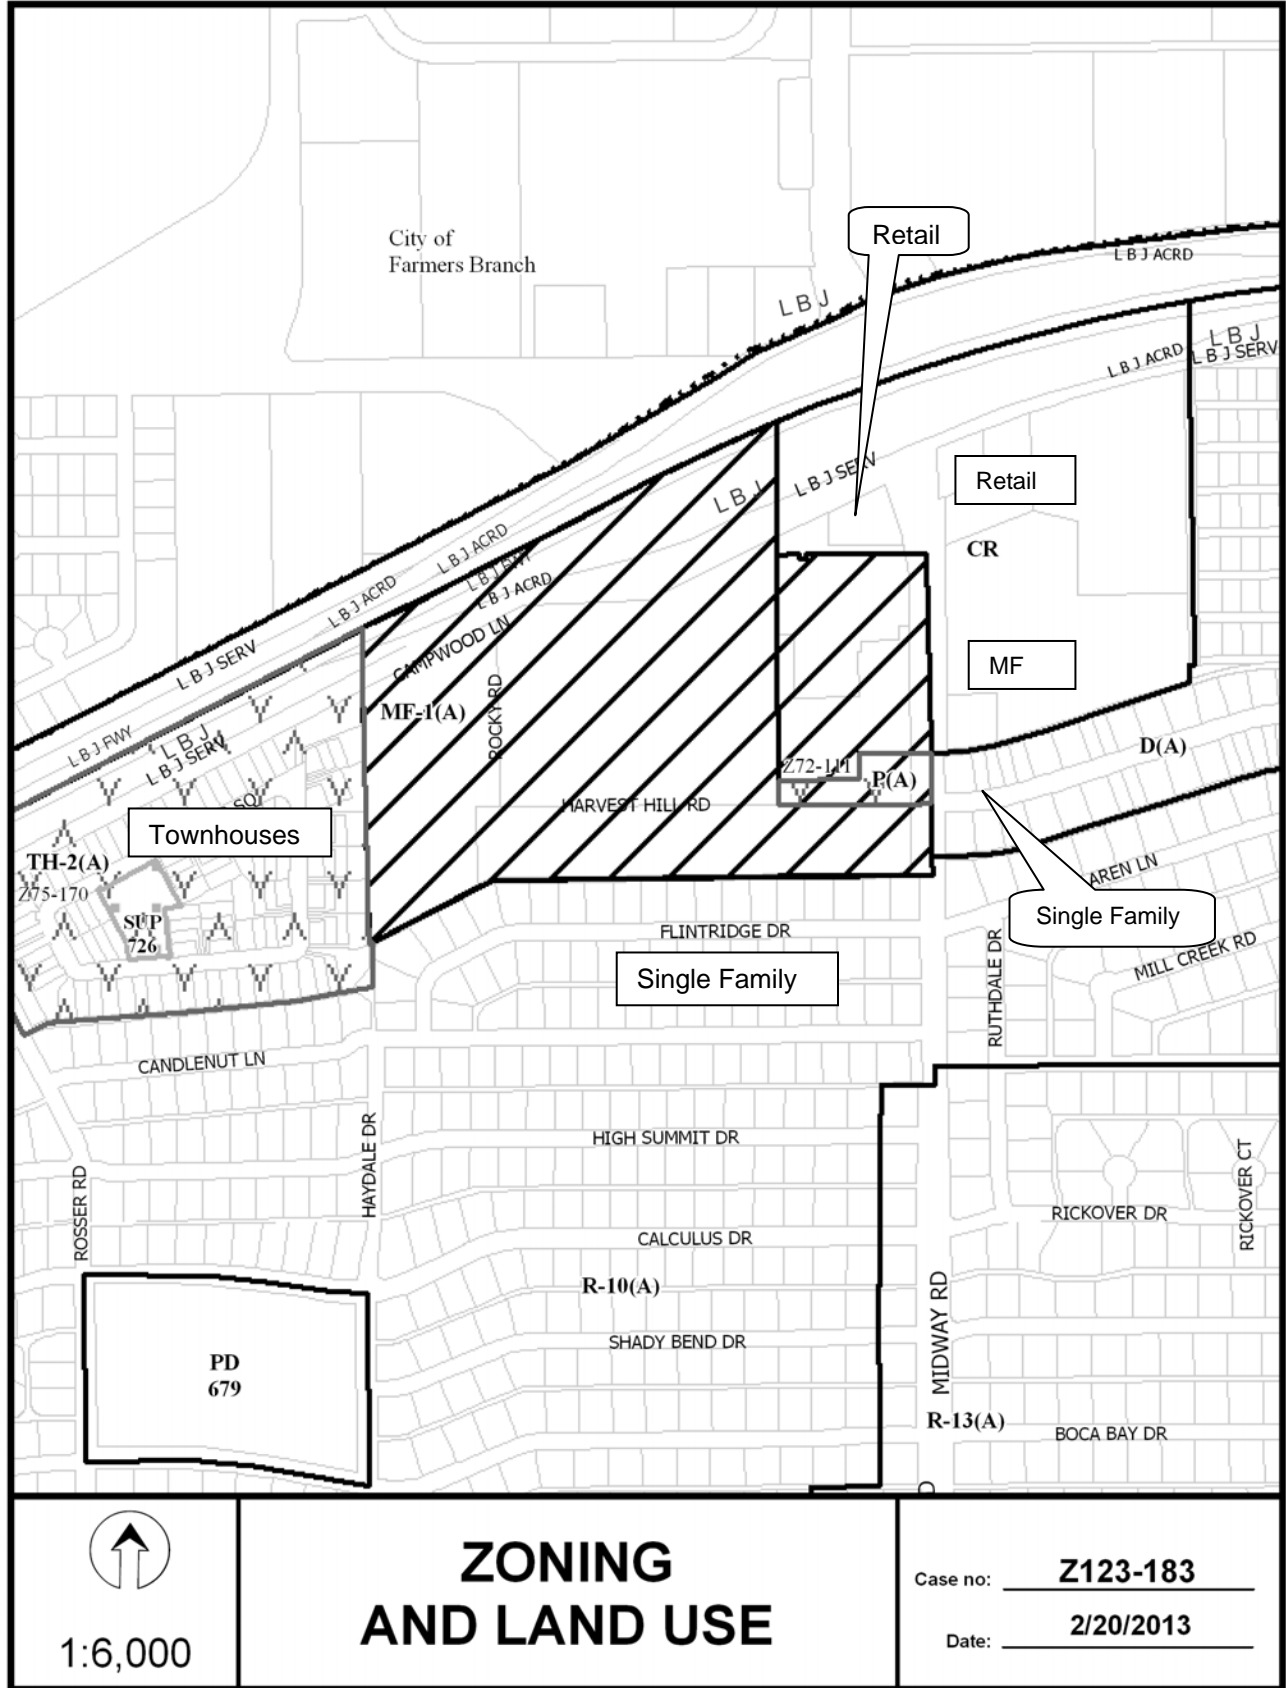 City of
Farmers Branch
Retail
L B J ACRD
L B J
L B J
L B J SERV
L B J ACRD
L B J SERV
L B J
Retail
L B J ACRD
CR
L B J ACRD
L B J ACRD
CAMPWOOD LN
L B J SERV
MF
ROCKY RD
MF-1(A)
L B J FWY
L B J
L B J SERV
D(A)
Z72-111
P(A)
SQ
HARVEST HILL RD
Townhouses
TH-2(A)
Z75-170
SUP
726
AREN LN
Single Family
FLINTRIDGE DR
Single Family
RUTHDALE DR
MILL CREEK RD
CANDLENUT LN
HIGH SUMMIT DR
HAYDALE DR
ROSSER RD
RICKOVER CT
RICKOVER DR
CALCULUS DR
R-10(A)
MIDWAY RD
SHADY BEND DR
PD
679
R-13(A)
BOCA BAY DR
1:6,000
ZONING
AND LAND USE
Case no: Z123-183
Date: 2/20/2013